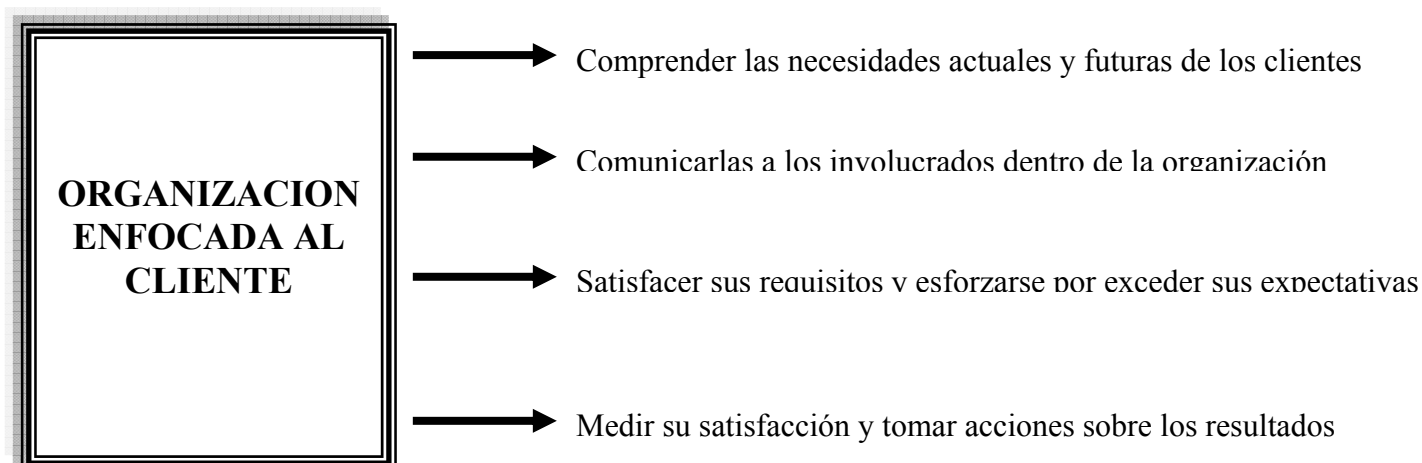 Comprender las necesidades actuales y futuras de los clientes
Comunicarlas a los involucrados dentro de la organización
ORGANIZACION
ENFOCADA AL
CLIENTE
Satisfacer sus requisitos y esforzarse por exceder sus expectativas
Medir su satisfacción y tomar acciones sobre los resultados